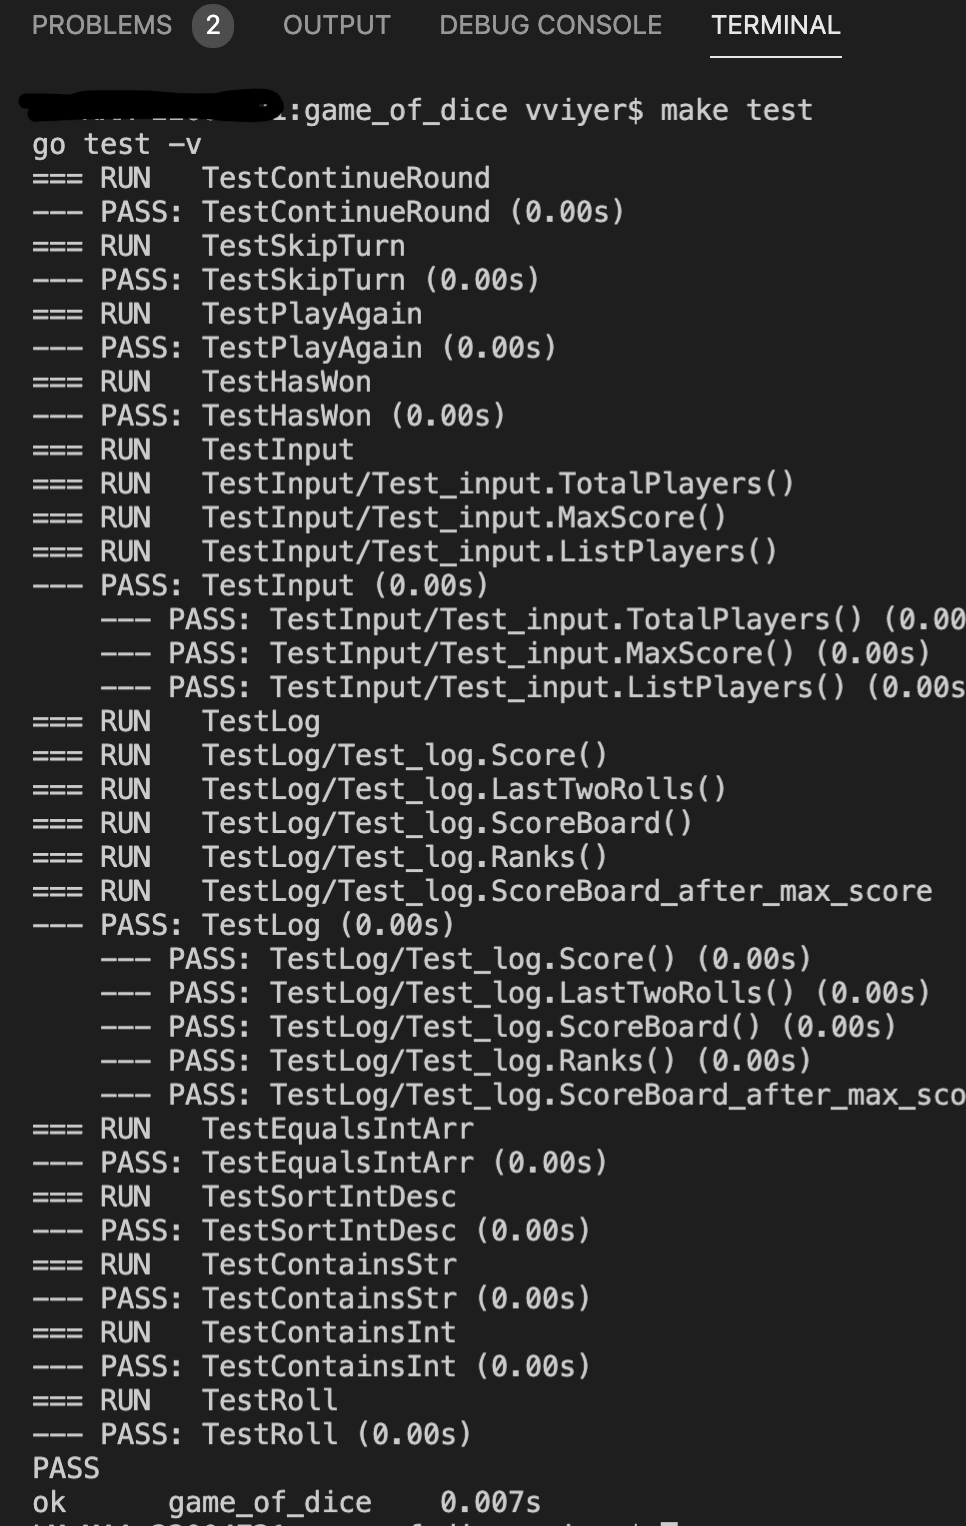 PROBLEMS 2 OUTPUT DEBUG CONSOLE TERMINAL
:game_of_dice vviyer$ make test
go test -v
=== RUN   TestContinueRound
--- PASS: TestContinueRound (0.00s)
=== RUN   TestSkipTurn
--- PASS: TestSkipTurn (0.00s)
=== RUN   TestPlayAgain
--- PASS: TestPlayAgain (0.00s)
=== RUN   TestHasWon
--- PASS: TestHasWon (0.00s)
=== RUN   TestInput
=== RUN   TestInput/Test_input.TotalPlayers()
=== RUN   TestInput/Test_input.MaxScore()
=== RUN   TestInput/Test_input.ListPlayers()
--- PASS: TestInput (0.00s)
    --- PASS: TestInput/Test_input.TotalPlayers() (0.00
    --- PASS: TestInput/Test_input.MaxScore() (0.00s)
    --- PASS: TestInput/Test_input.ListPlayers() (0.00s
=== RUN   TestLog
=== RUN   TestLog/Test_log.Score()
=== RUN   TestLog/Test_log.LastTwoRolls()
=== RUN   TestLog/Test_log.ScoreBoard()
=== RUN   TestLog/Test_log.Ranks()
=== RUN   TestLog/Test_log.ScoreBoard_after_max_score
--- PASS: TestLog (0.00s)
    --- PASS: TestLog/Test_log.Score() (0.00s)
    --- PASS: TestLog/Test_log.LastTwoRolls() (0.00s)
    --- PASS: TestLog/Test_log.ScoreBoard() (0.00s)
    --- PASS: TestLog/Test_log.Ranks() (0.00s)
    --- PASS: TestLog/Test_log.ScoreBoard_after_max_sco
=== RUN   TestEqualsIntArr
--- PASS: TestEqualsIntArr (0.00s)
=== RUN   TestSortIntDesc
--- PASS: TestSortIntDesc (0.00s)
=== RUN   TestContainsStr
--- PASS: TestContainsStr (0.00s)
=== RUN   TestContainsInt
--- PASS: TestContainsInt (0.00s)
=== RUN   TestRoll
--- PASS: TestRoll (0.00s)
PASS
ok      game_of_dice    0.007s